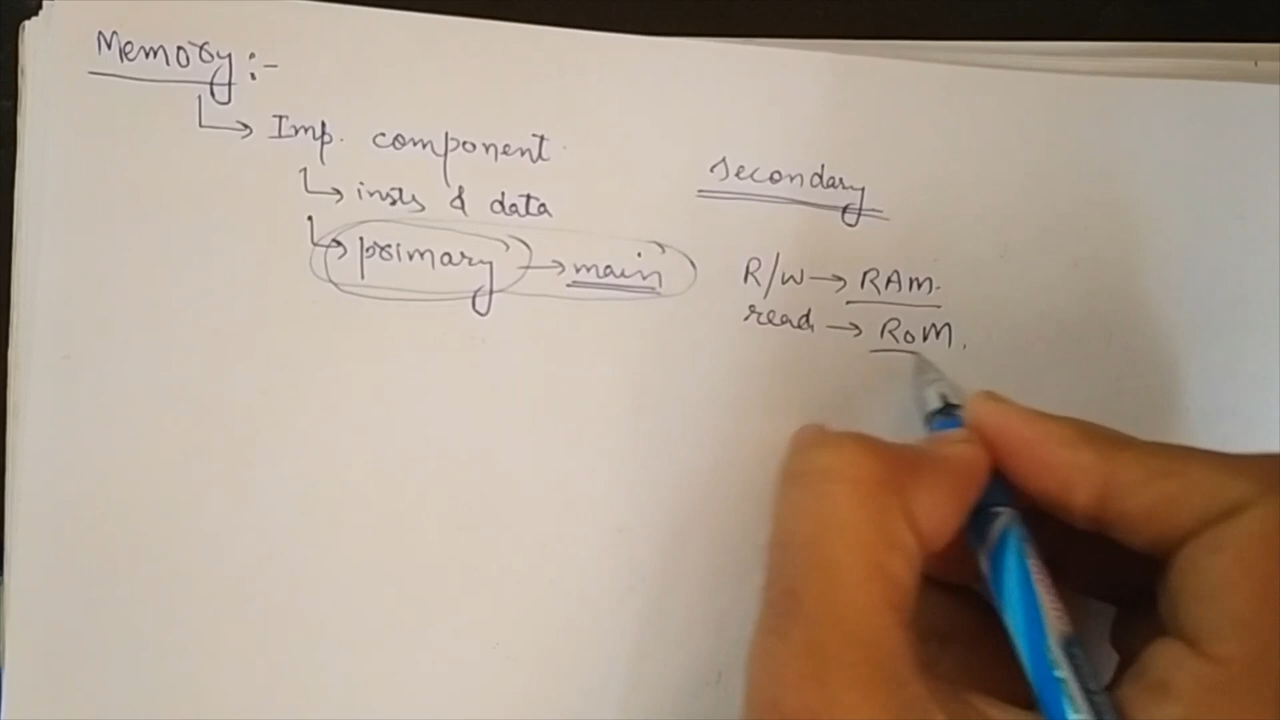 Memory :-
↳ Imp. component
↳ insts & data
↳ primary → main
secondary
R/W → RAM.
read → ROM.